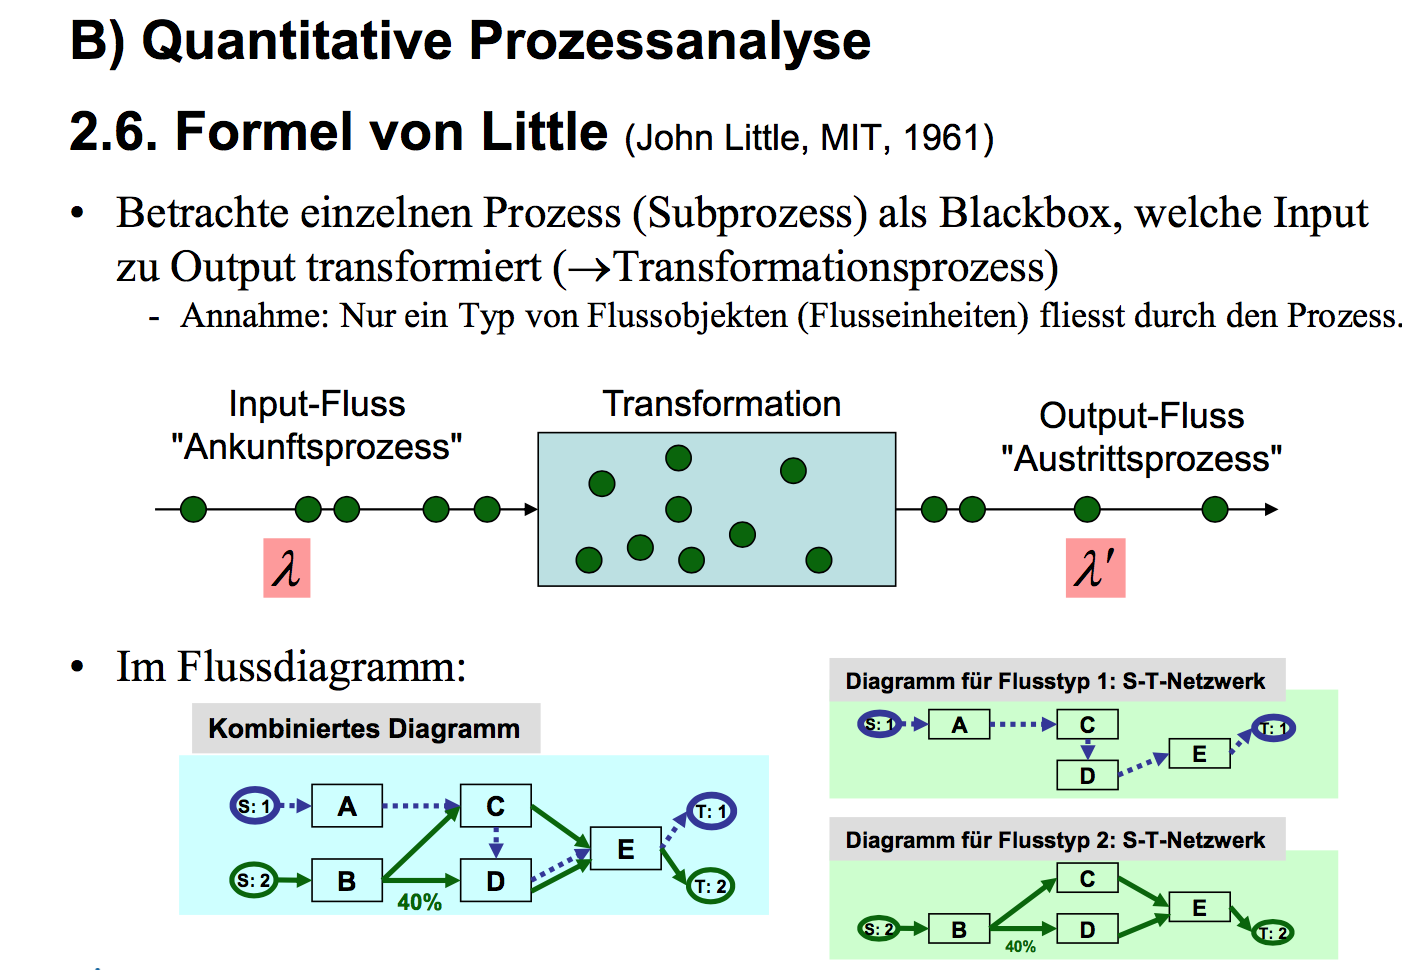 B) Quantitative Prozessanalyse
2.6. Formel von Little (John Little, MIT, 1961)
• Betrachte einzelnen Prozess (Subprozess) als Blackbox, welche Input
zu Output transformiert (→Transformationsprozess)
- Annahme: Nur ein Typ von Flussobjekten (Flusseinheiten) fliesst durch den Prozess.
Input-Fluss
"Ankunftsprozess"
Transformation
Output-Fluss
"Austrittsprozess"
λ
λ'
• Im Flussdiagramm:
Kombiniertes Diagramm
S: 1
A
C
T: 1
E
S: 2
B
D
T: 2
40%
Diagramm für Flusstyp 1: S-T-Netzwerk
S: 1
A
C
T: 1
E
D
Diagramm für Flusstyp 2: S-T-Netzwerk
C
E
S: 2
B
D
T: 2
40%